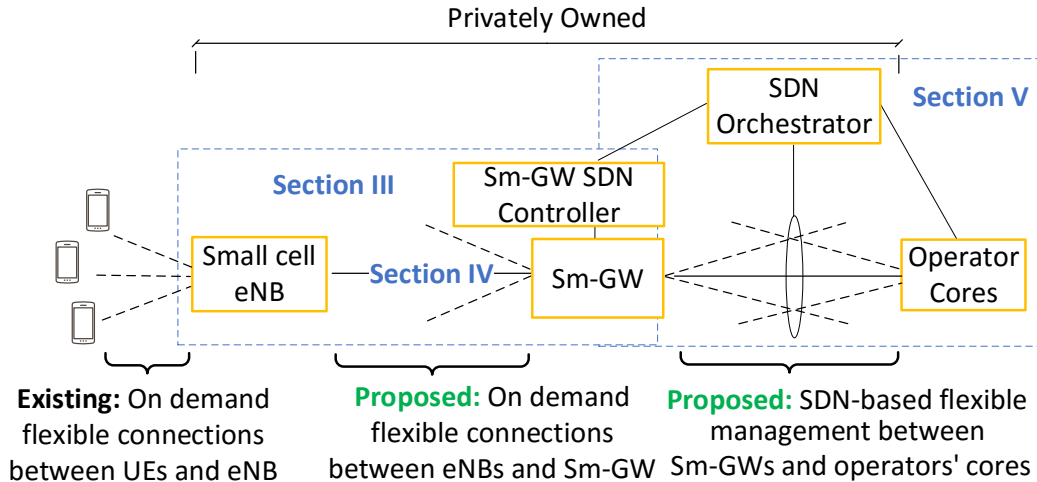 Privately Owned
SDN
Orchestrator
Section V
Section III
Sm-GW SDN
Controller
Small cell
eNB
Section IV
Sm-GW
Operator
Cores
Existing: On demand
flexible connections
between UEs and eNB
Proposed: On demand
flexible connections
between eNBs and Sm-GW
Proposed: SDN-based flexible
management between
Sm-GWs and operators' cores